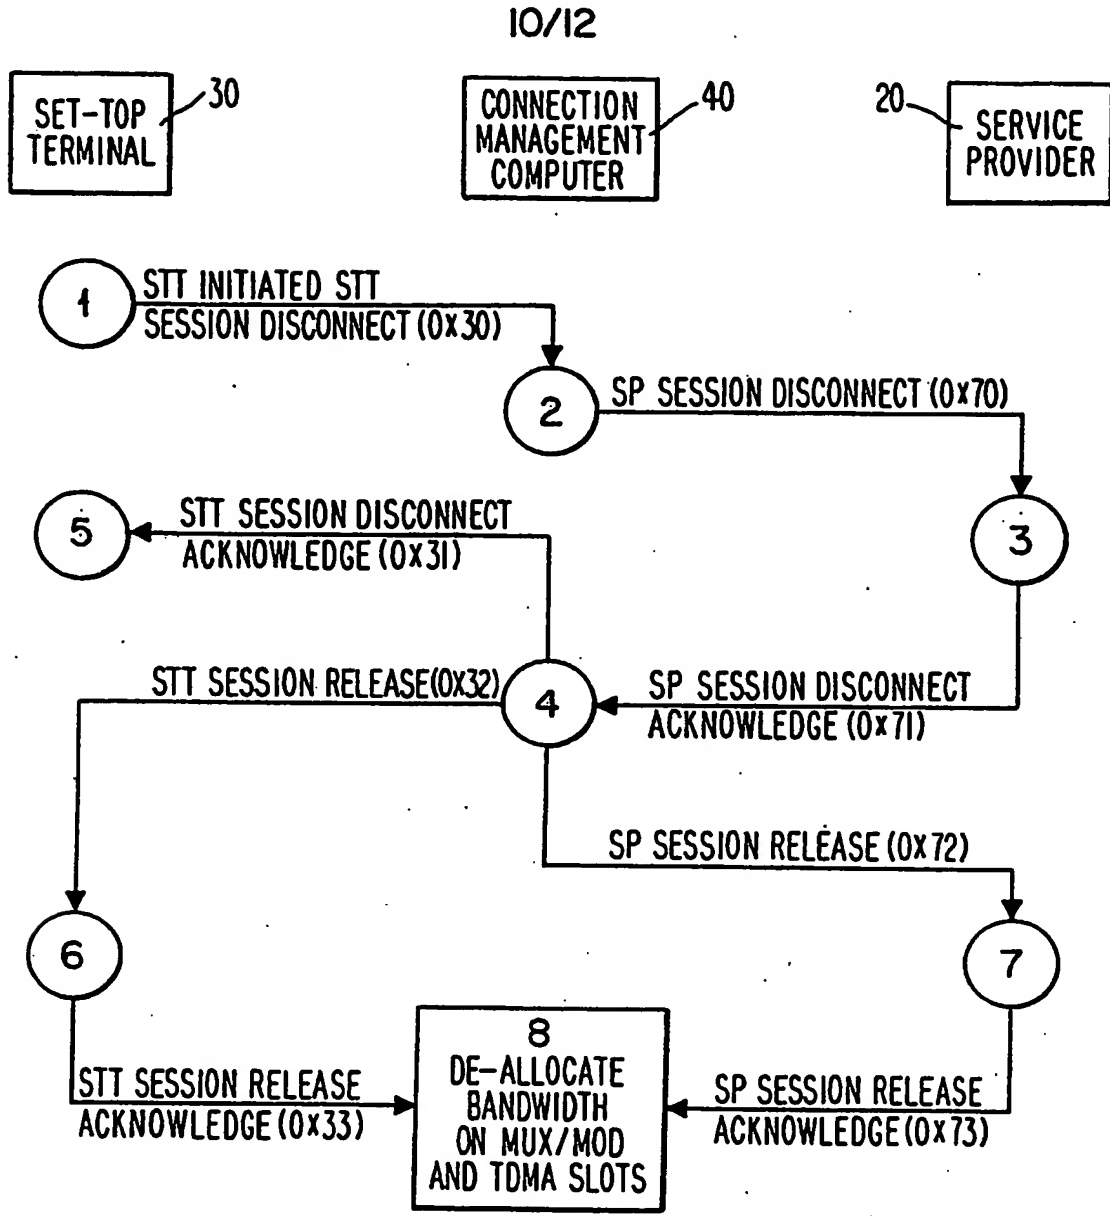 10/12
SET-TOP
TERMINAL
30
CONNECTION
MANAGEMENT
COMPUTER
40
20
SERVICE
PROVIDER
1
STT INITIATED STT
SESSION DISCONNECT (0X30)
2
SP SESSION DISCONNECT (0X70)
3
5
STT SESSION DISCONNECT
ACKNOWLEDGE (0X31)
STT SESSION RELEASE (0X32)
4
SP SESSION DISCONNECT
ACKNOWLEDGE (0X71)
SP SESSION RELEASE (0X72)
6
7
STT SESSION RELEASE
ACKNOWLEDGE (0X33)
8
DE-ALLOCATE
BANDWIDTH
ON MUX/MOD
AND TDMA SLOTS
SP SESSION RELEASE
ACKNOWLEDGE (0X73)